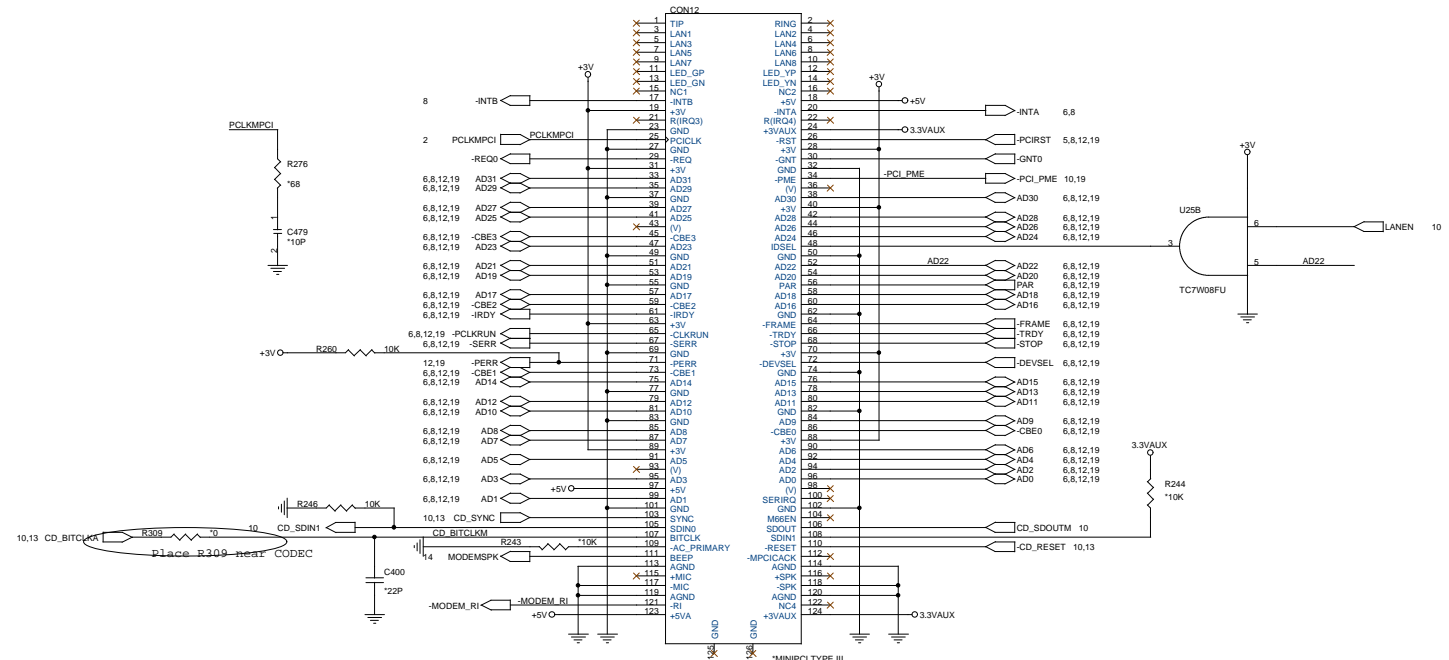 CON12
1 TIP RING 2
3 LAN1 LAN2 4
5 LAN3 LAN4 6
7 LAN5 LAN6 8
9 LAN7 LAN8 10
+3V 11 LED_GP LED_YP 12 +3V
13 LED_GN LED_YN 14
15 NC1 NC2 16
8 -INTB 17 -INTB +5V 18 +5V
19 +3V -INTA 20 -INTA 6,8
21 R(IRQ3) R(IRQ4) 22
PCLKMPCI 23 GND +3VAUX 24 3.3VAUX
2 PCLKMPCI PCLKMPCI 25 PCICLK -RST 26 -PCIRST 5,8,12,19
27 GND +3V 28 +3V
-REQ0 29 -REQ -GNT 30 -GNT0
R276 31 +3V GND 32
*68 6,8,12,19 AD31 33 AD31 -PME 34 -PCI_PME -PCI_PME 10,19
6,8,12,19 AD29 35 AD29 (V) 36
37 GND AD30 38 AD30 6,8,12,19
6,8,12,19 AD27 39 AD27 +3V 40 U25B
6,8,12,19 AD25 41 AD25 AD28 42 AD28 6,8,12,19
1 C479 43 (V) AD26 44 AD26 6,8,12,19 6 LANEN 10
*10P 6,8,12,19 -CBE3 45 -CBE3 AD24 46 AD24 6,8,12,19
2 6,8,12,19 AD23 47 AD23 IDSEL 48 3
49 GND GND 50
6,8,12,19 AD21 51 AD21 AD22 52 AD22 AD22 6,8,12,19 5 AD22
6,8,12,19 AD19 53 AD19 AD20 54 AD20 6,8,12,19
55 GND PAR 56 PAR 6,8,12,19 TC7W08FU
6,8,12,19 AD17 57 AD17 AD18 58 AD18 6,8,12,19
6,8,12,19 -CBE2 59 -CBE2 AD16 60 AD16 6,8,12,19
6,8,12,19 -IRDY 61 -IRDY GND 62
63 +3V -FRAME 64 -FRAME 6,8,12,19
6,8,12,19 -PCLKRUN 65 -CLKRUN -TRDY 66 -TRDY 6,8,12,19
6,8,12,19 -SERR 67 -SERR -STOP 68 -STOP 6,8,12,19
+3V R260 10K 69 GND +3V 70
12,19 -PERR 71 -PERR -DEVSEL 72 -DEVSEL 6,8,12,19
6,8,12,19 -CBE1 73 -CBE1 GND 74
6,8,12,19 AD14 75 AD14 AD15 76 AD15 6,8,12,19
77 GND AD13 78 AD13 6,8,12,19
6,8,12,19 AD12 79 AD12 AD11 80 AD11 6,8,12,19
6,8,12,19 AD10 81 AD10 GND 82
83 GND AD9 84 AD9 6,8,12,19
6,8,12,19 AD8 85 AD8 -CBE0 86 -CBE0 6,8,12,19
6,8,12,19 AD7 87 AD7 +3V 88
89 +3V AD6 90 AD6 6,8,12,19 3.3VAUX
6,8,12,19 AD5 91 AD5 AD4 92 AD4 6,8,12,19
93 (V) AD2 94 AD2 6,8,12,19
6,8,12,19 AD3 95 AD3 AD0 96 AD0 6,8,12,19
+5V 97 +5V (V) 98 R244
6,8,12,19 AD1 99 AD1 SERIRQ 100 *10K
R246 10K 101 GND GND 102
10,13 CD_SYNC 103 SYNC M66EN 104
CD_SDIN1 10 105 SDIN0 SDOUT 106 CD_SDOUTM 10
10,13 CD_BITCLKA R309 *0 CD_BITCLKM 107 BITCLK SDIN1 108
Place R309 near CODEC R243 *10K 109 -AC_PRIMARY -RESET 110 -CD_RESET 10,13
14 MODEMSPK 111 BEEP -MPCICACK 112
113 AGND AGND 114
C400 115 +MIC +SPK 116
*22P 117 -MIC -SPK 118
119 AGND AGND 120
-MODEM_RI -MODEM_RI 121 -RI NC4 122
+5V 123 +5VA +3VAUX 124 3.3VAUX
GND GND
125 126
*MINIPCI TYPE III